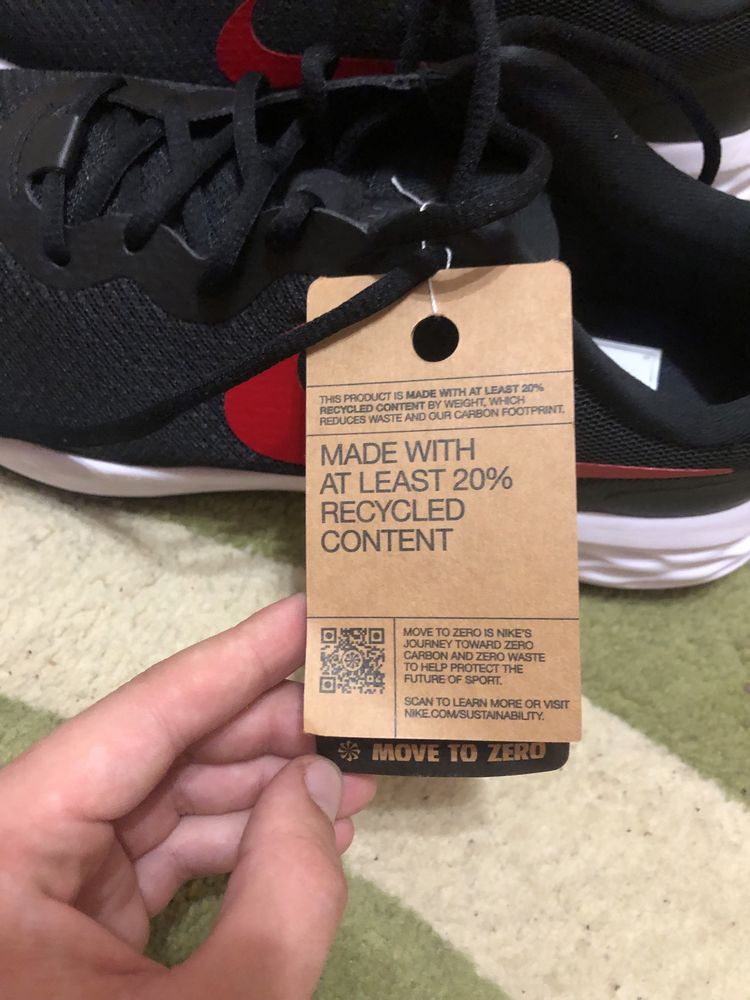 THIS PRODUCT IS MADE WITH AT LEAST 20%
RECYCLED CONTENT BY WEIGHT, WHICH
REDUCES WASTE AND OUR CARBON FOOTPRINT.
MADE WITH
AT LEAST 20%
RECYCLED
CONTENT
MOVE TO ZERO IS NIKE'S
JOURNEY TOWARD ZERO
CARBON AND ZERO WASTE
TO HELP PROTECT THE
FUTURE OF SPORT.
SCAN TO LEARN MORE OR VISIT
NIKE.COM/SUSTAINABILITY.
MOVE TO ZERO